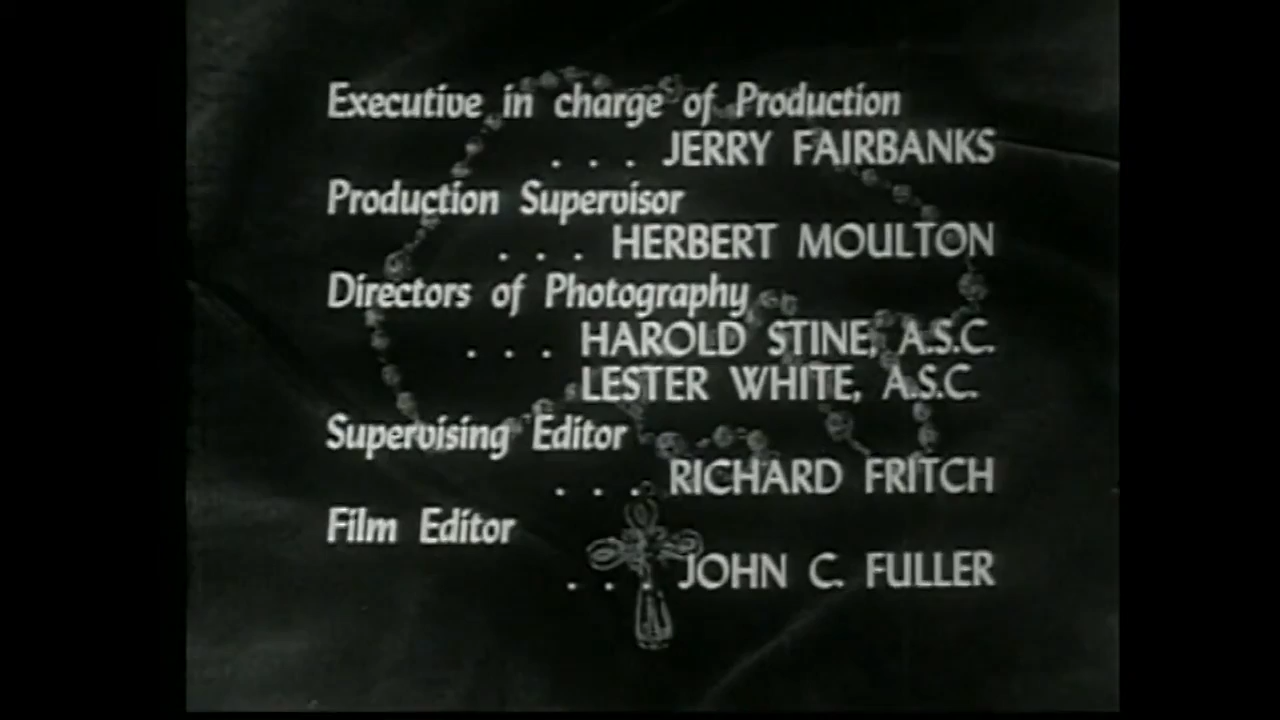 Executive in charge of Production
. . . JERRY FAIRBANKS
Production Supervisor
. . . HERBERT MOULTON
Directors of Photography
. . . HAROLD STINE, A.S.C.
LESTER WHITE, A.S.C.
Supervising Editor
. . . RICHARD FRITCH
Film Editor
. . . JOHN C. FULLER